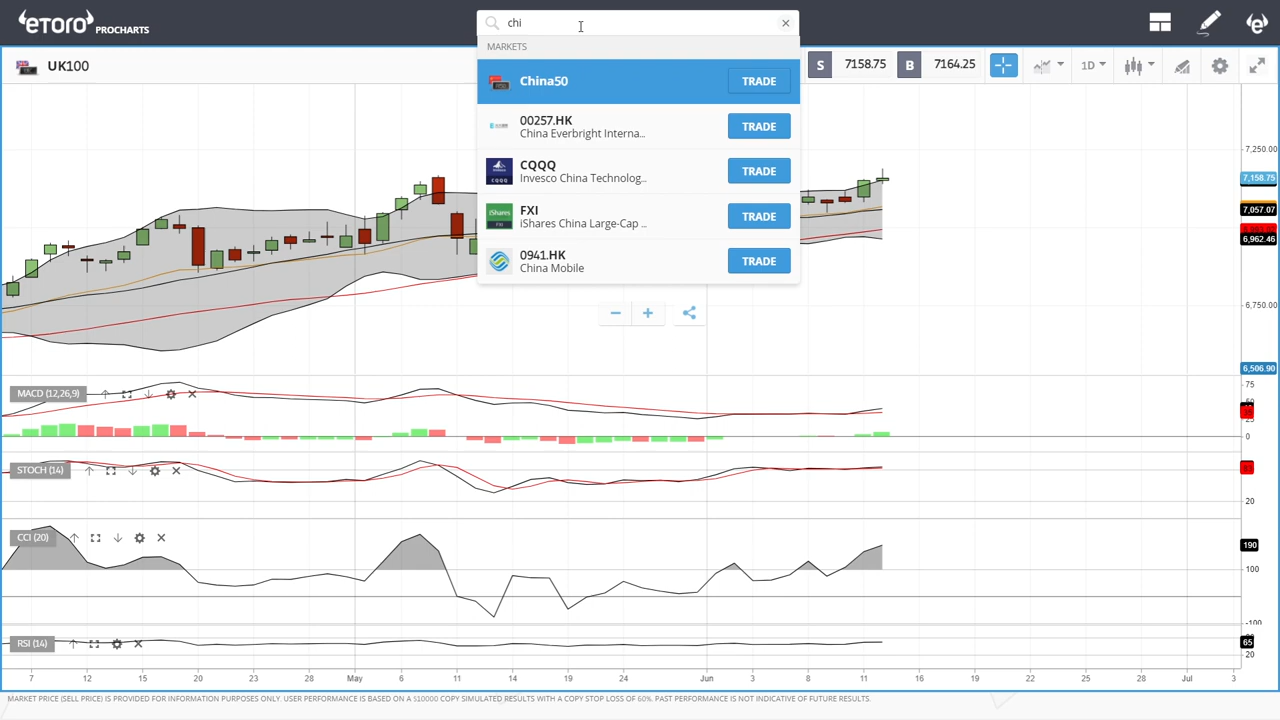 eToro PROCHARTS
chi
MARKETS
China50
TRADE
00257.HK
China Everbright Interna...
TRADE
CQQQ
Invesco China Technolog...
TRADE
FXI
iShares China Large-Cap ...
TRADE
0941.HK
China Mobile
TRADE
UK100
S 7158.75 B 7164.25 1D
7,250.00
7,158.75
7,057.07
6,962.46
6,750.00
6,506.90
MACD (12,26,9)
75
0
STOCH (14)
83
20
CCI (20)
190
100
-100
RSI (14)
65
20
7 12 15 20 23 28 May 6 11 14 19 24 Jun 3 8 11 16 19 22 25 28 Jul 3
MARKET PRICE (SELL PRICE) IS PROVIDED FOR INFORMATION PURPOSES ONLY. USER PERFORMANCE IS BASED ON A $10000 COPY SIMULATED RESULTS WITH A COPY STOP LOSS OF 60%. PAST PERFORMANCE IS NOT INDICATIVE OF FUTURE RESULTS.